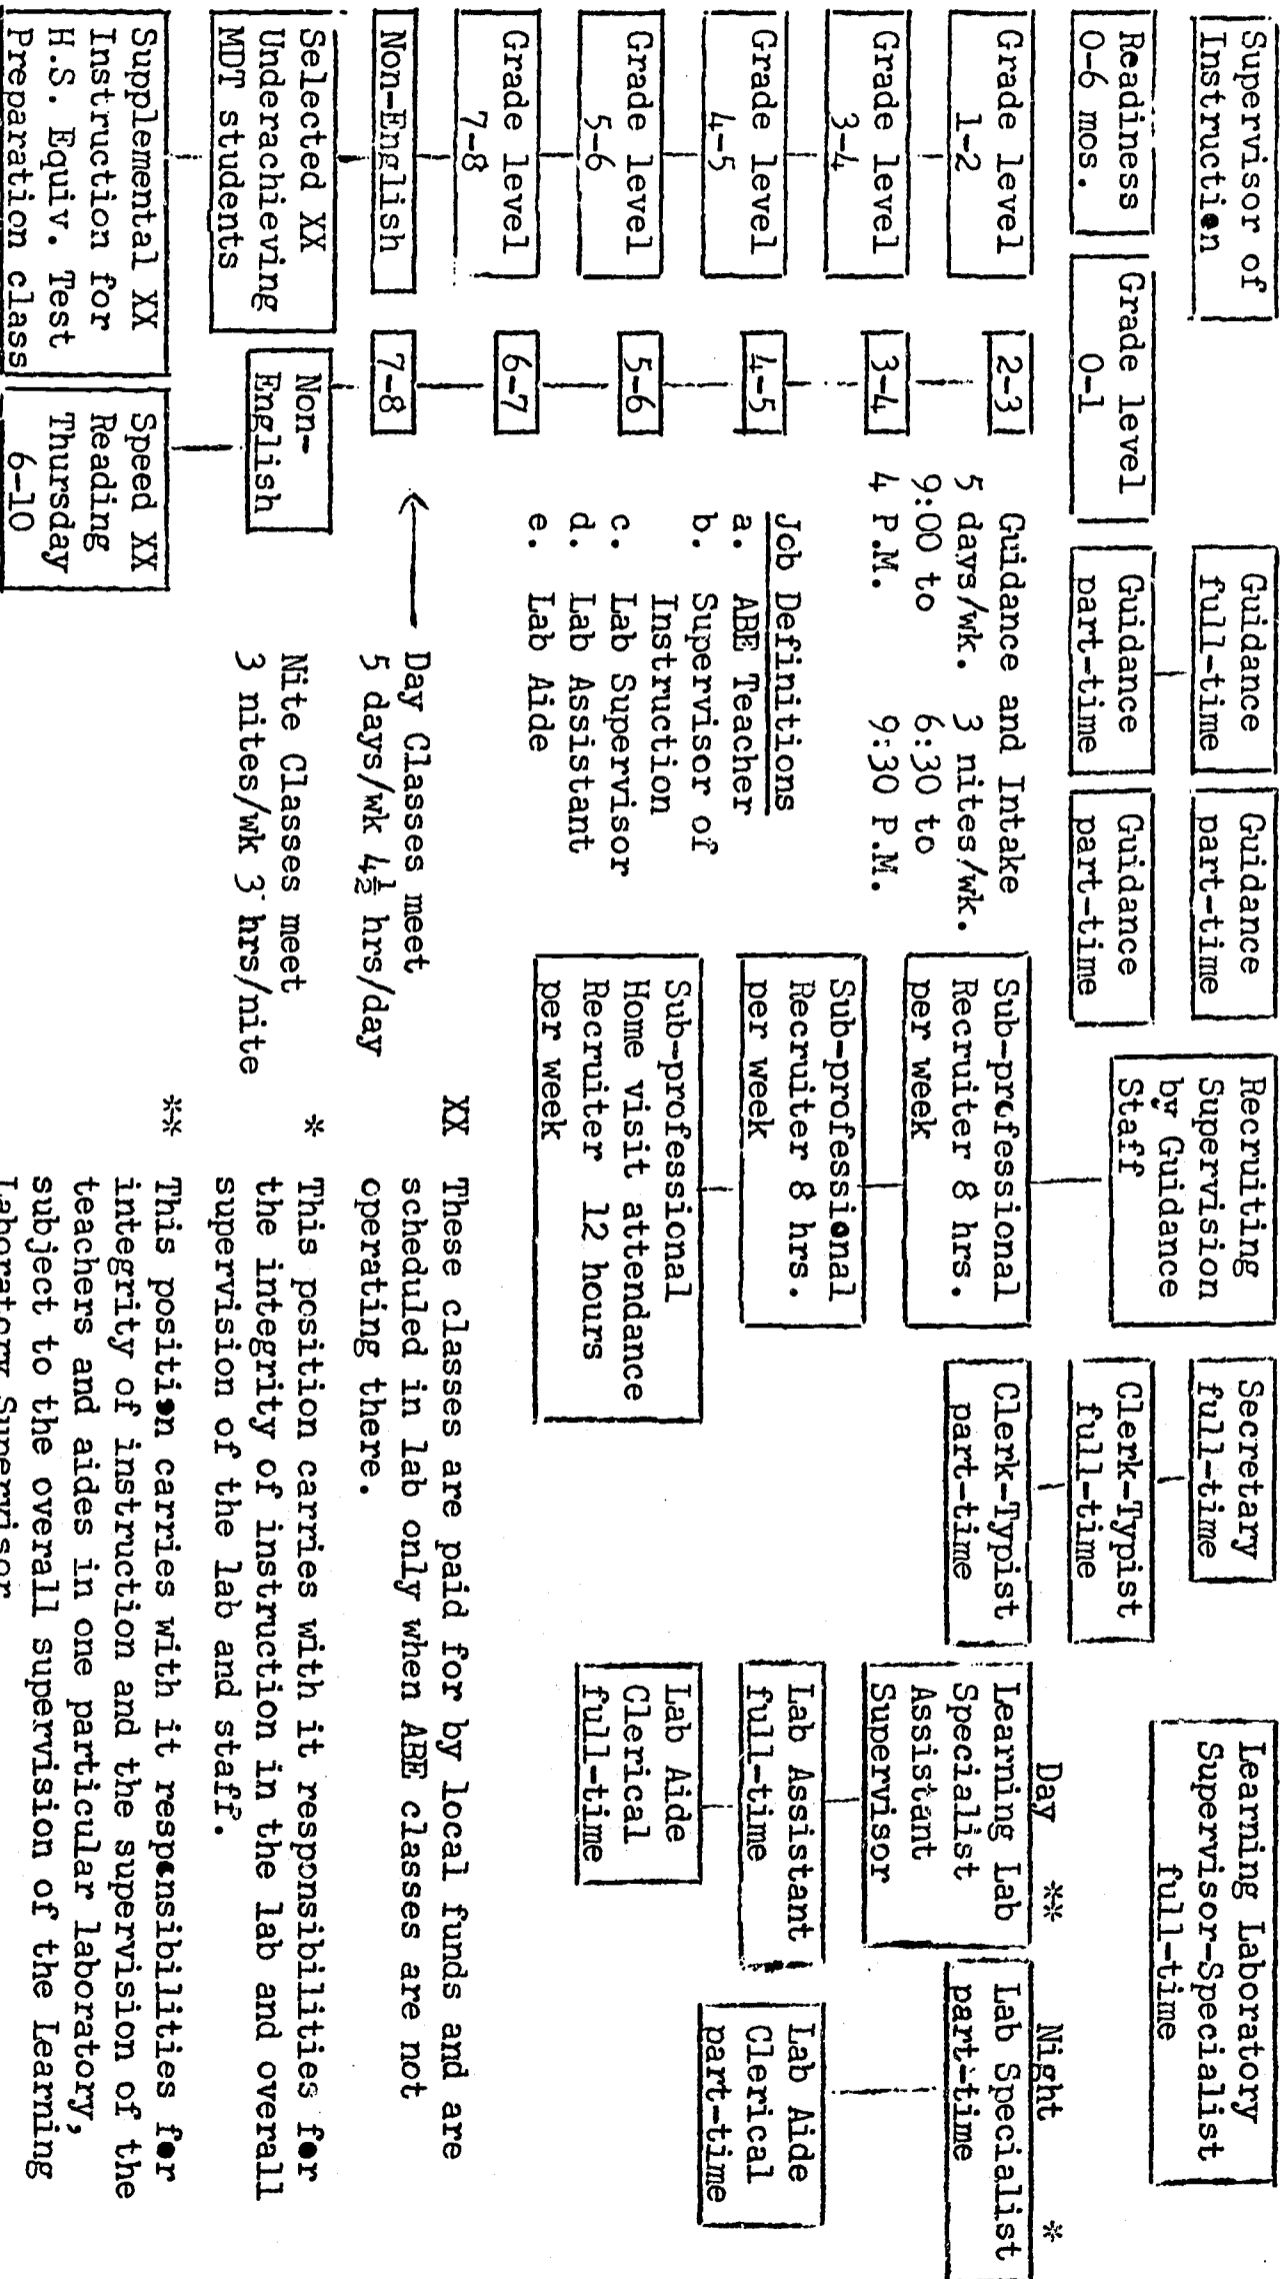 Supervisor of
Instruction
Readiness
0-6 mos.
Grade level
0-1
Grade level
1-2
Grade level
3-4
Grade level
4-5
Grade level
5-6
Grade level
7-8
Non-English
Selected XX
Underachieving
MDT students
Supplemental XX
Instruction for
H.S. Equiv. Test
Preparation class
2-3
3-4
4-5
5-6
6-7
7-8
Non-
English
Speed XX
Reading
Thursday
6-10
Guidance
full-time
Guidance
part-time
Guidance
part-time
Guidance
part-time
Guidance and Intake
5 days/wk. 3 nites/wk.
9:00 to 6:30 to
4 P.M. 9:30 P.M.
Job Definitions
a. ABE Teacher
b. Supervisor of
Instruction
c. Lab Supervisor
d. Lab Assistant
e. Lab Aide
← Day Classes meet
5 days/wk 4½ hrs/day
Nite Classes meet
3 nites/wk 3 hrs/nite
Recruiting
Supervision
by Guidance
Staff
Sub-professional
Recruiter 8 hrs.
per week
Sub-professional
Recruiter 8 hrs.
per week
Sub-professional
Home visit attendance
Recruiter 12 hours
per week
Secretary
full-time
Clerk-Typist
full-time
Clerk-Typist
part-time
Learning Laboratory
Supervisor-Specialist
full-time
Day **
Learning Lab
Specialist
Assistant
Supervisor
Lab Assistant
full-time
Lab Aide
Clerical
full-time
Night *
Lab Specialist
part-time
Lab Aide
Clerical
part-time
XX These classes are paid for by local funds and are
scheduled in lab only when ABE classes are not
operating there.
* This position carries with it responsibilities for
the integrity of instruction in the lab and overall
supervision of the lab and staff.
** This position carries with it responsibilities for
integrity of instruction and the supervision of the
teachers and aides in one particular laboratory,
subject to the overall supervision of the Learning
Laboratory Supervisor